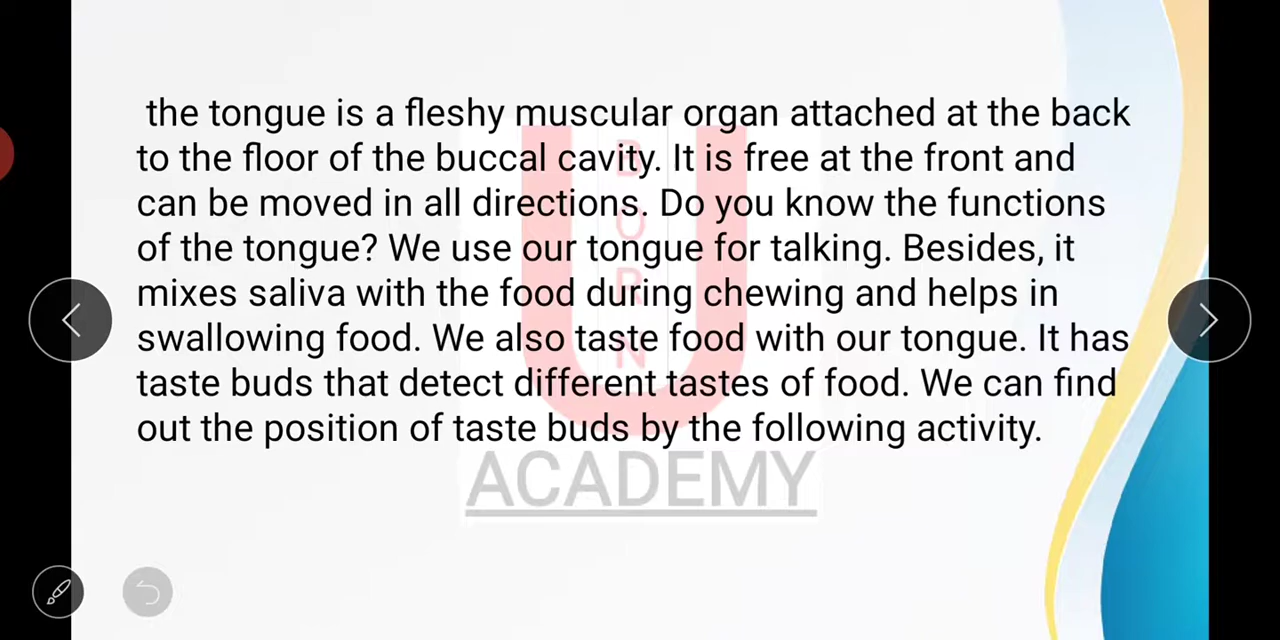 the tongue is a fleshy muscular organ attached at the back
to the floor of the buccal cavity. It is free at the front and
can be moved in all directions. Do you know the functions
of the tongue? We use our tongue for talking. Besides, it
mixes saliva with the food during chewing and helps in
swallowing food. We also taste food with our tongue. It has
taste buds that detect different tastes of food. We can find
out the position of taste buds by the following activity.
U
BORN
ACADEMY